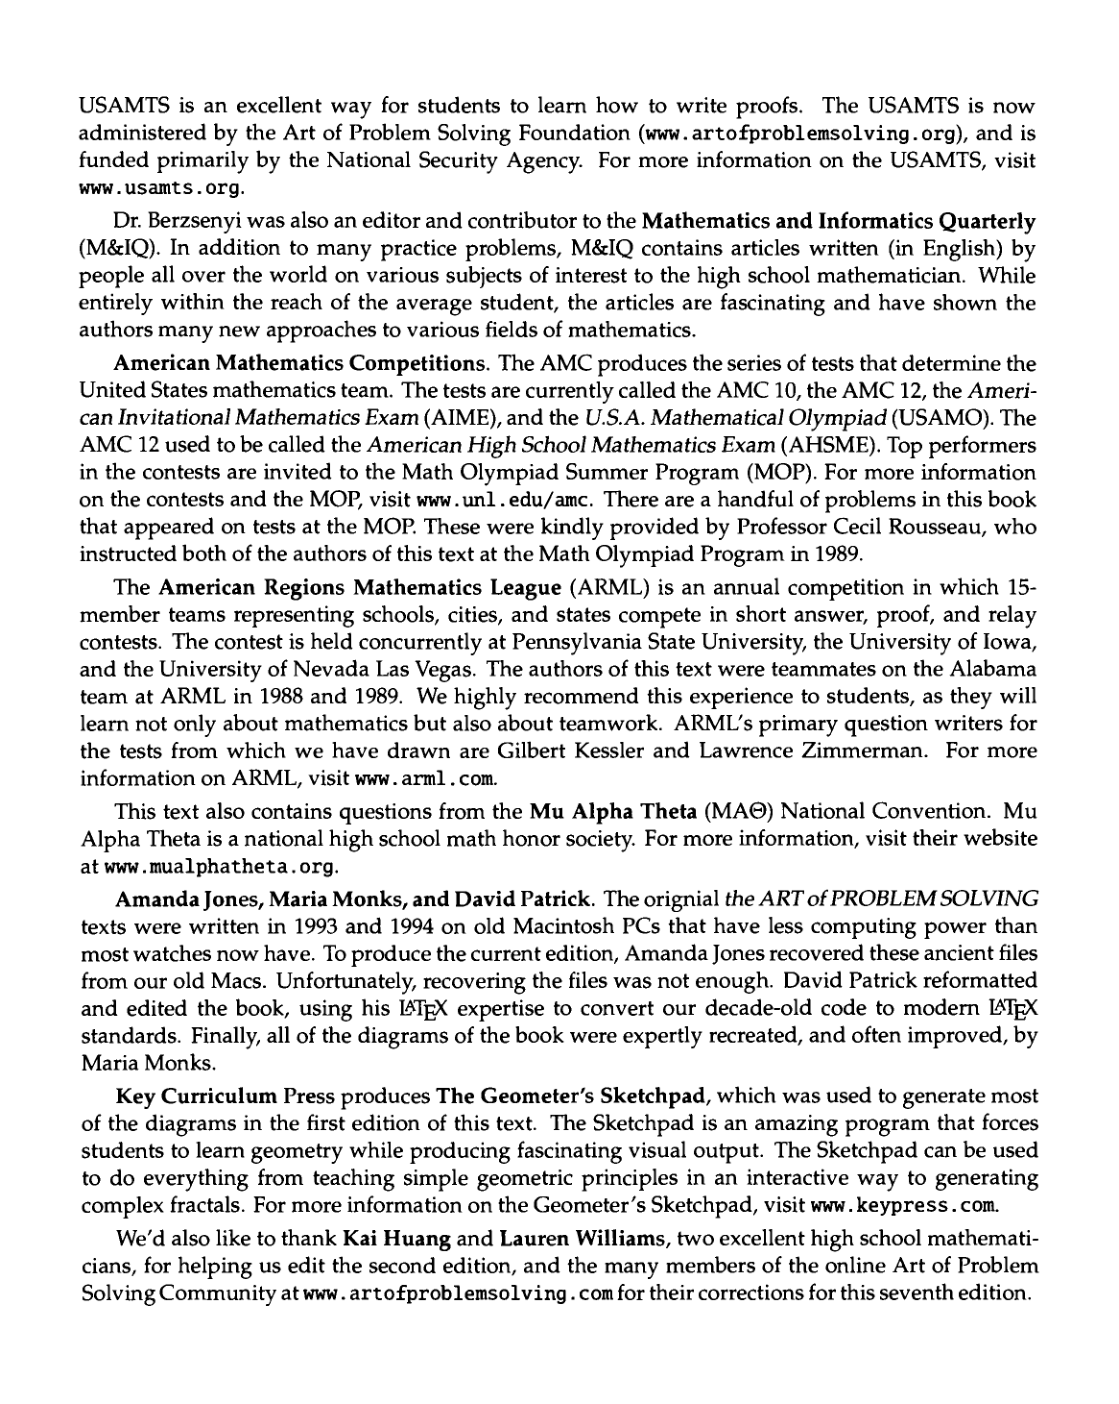 USAMTS is an excellent way for students to learn how to write proofs. The USAMTS is now
administered by the Art of Problem Solving Foundation (www.artofproblemsolving.org), and is
funded primarily by the National Security Agency. For more information on the USAMTS, visit
www.usamts.org.
Dr. Berzsenyi was also an editor and contributor to the Mathematics and Informatics Quarterly
(M&IQ). In addition to many practice problems, M&IQ contains articles written (in English) by
people all over the world on various subjects of interest to the high school mathematician. While
entirely within the reach of the average student, the articles are fascinating and have shown the
authors many new approaches to various fields of mathematics.
American Mathematics Competitions. The AMC produces the series of tests that determine the
United States mathematics team. The tests are currently called the AMC 10, the AMC 12, the Ameri-
can Invitational Mathematics Exam (AIME), and the U.S.A. Mathematical Olympiad (USAMO). The
AMC 12 used to be called the American High School Mathematics Exam (AHSME). Top performers
in the contests are invited to the Math Olympiad Summer Program (MOP). For more information
on the contests and the MOP, visit www.unl.edu/amc. There are a handful of problems in this book
that appeared on tests at the MOP. These were kindly provided by Professor Cecil Rousseau, who
instructed both of the authors of this text at the Math Olympiad Program in 1989.
The American Regions Mathematics League (ARML) is an annual competition in which 15-
member teams representing schools, cities, and states compete in short answer, proof, and relay
contests. The contest is held concurrently at Pennsylvania State University, the University of Iowa,
and the University of Nevada Las Vegas. The authors of this text were teammates on the Alabama
team at ARML in 1988 and 1989. We highly recommend this experience to students, as they will
learn not only about mathematics but also about teamwork. ARML's primary question writers for
the tests from which we have drawn are Gilbert Kessler and Lawrence Zimmerman. For more
information on ARML, visit www.arml.com.
This text also contains questions from the Mu Alpha Theta (MAΘ) National Convention. Mu
Alpha Theta is a national high school math honor society. For more information, visit their website
at www.mualphatheta.org.
Amanda Jones, Maria Monks, and David Patrick. The orignial the ART of PROBLEM SOLVING
texts were written in 1993 and 1994 on old Macintosh PCs that have less computing power than
most watches now have. To produce the current edition, Amanda Jones recovered these ancient files
from our old Macs. Unfortunately, recovering the files was not enough. David Patrick reformatted
and edited the book, using his LATEX expertise to convert our decade-old code to modern LATEX
standards. Finally, all of the diagrams of the book were expertly recreated, and often improved, by
Maria Monks.
Key Curriculum Press produces The Geometer's Sketchpad, which was used to generate most
of the diagrams in the first edition of this text. The Sketchpad is an amazing program that forces
students to learn geometry while producing fascinating visual output. The Sketchpad can be used
to do everything from teaching simple geometric principles in an interactive way to generating
complex fractals. For more information on the Geometer's Sketchpad, visit www.keypress.com.
We'd also like to thank Kai Huang and Lauren Williams, two excellent high school mathemati-
cians, for helping us edit the second edition, and the many members of the online Art of Problem
Solving Community at www.artofproblemsolving.com for their corrections for this seventh edition.